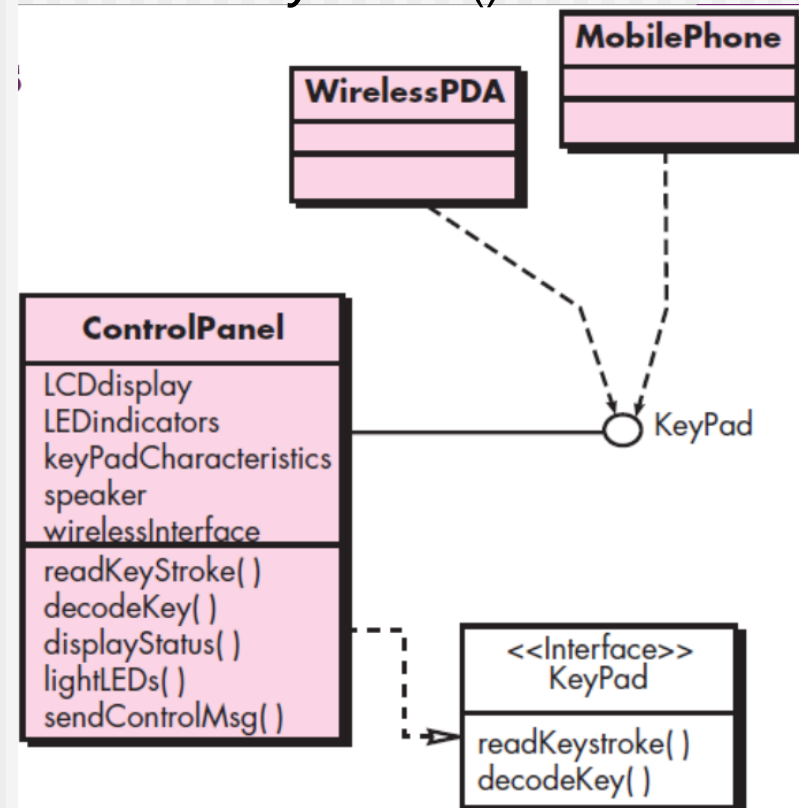 MobilePhone
WirelessPDA
ControlPanel
LCDdisplay
LEDindicators
keyPadCharacteristics
speaker
wirelessInterface
readKeyStroke( )
decodeKey( )
displayStatus( )
lightLEDs( )
sendControlMsg( )
KeyPad
<<Interface>>
KeyPad
readKeystroke( )
decodeKey( )